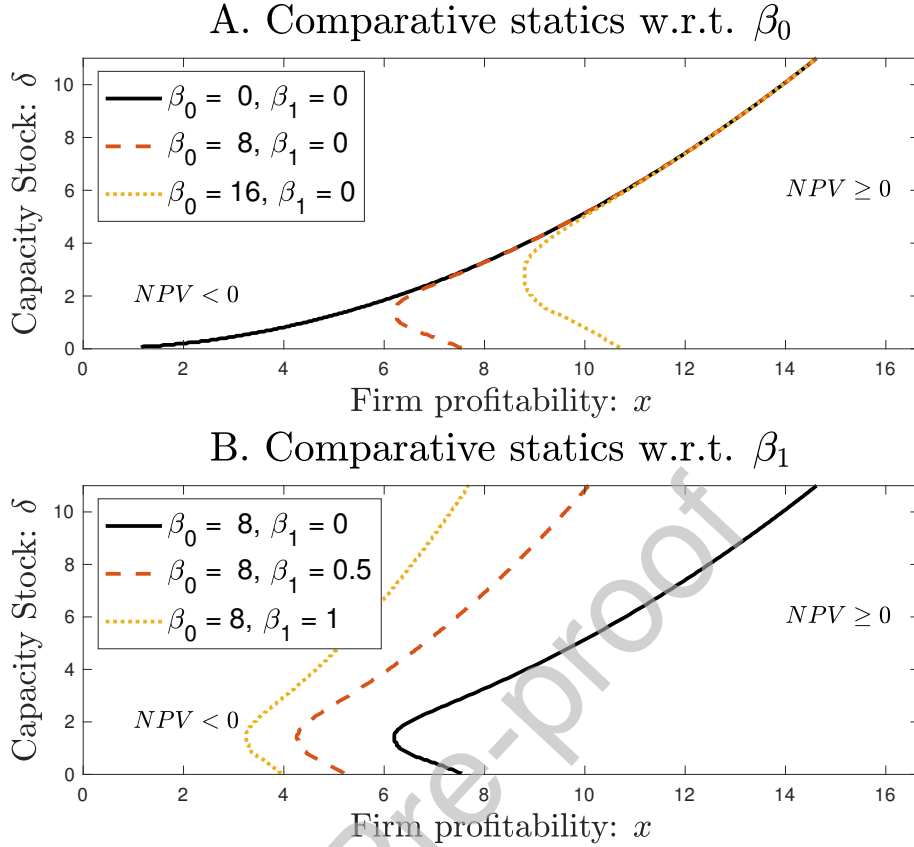 A. Comparative statics w.r.t. β₀
Capacity Stock: δ
10
8
6
4
2
0
β₀ = 0, β₁ = 0
β₀ = 8, β₁ = 0
β₀ = 16, β₁ = 0
NPV ≥ 0
NPV < 0
0 2 4 6 8 10 12 14 16
Firm profitability: x
B. Comparative statics w.r.t. β₁
Capacity Stock: δ
10
8
6
4
2
0
β₀ = 8, β₁ = 0
β₀ = 8, β₁ = 0.5
β₀ = 8, β₁ = 1
NPV ≥ 0
NPV < 0
0 2 4 6 8 10 12 14 16
Firm profitability: x
Pre-proof